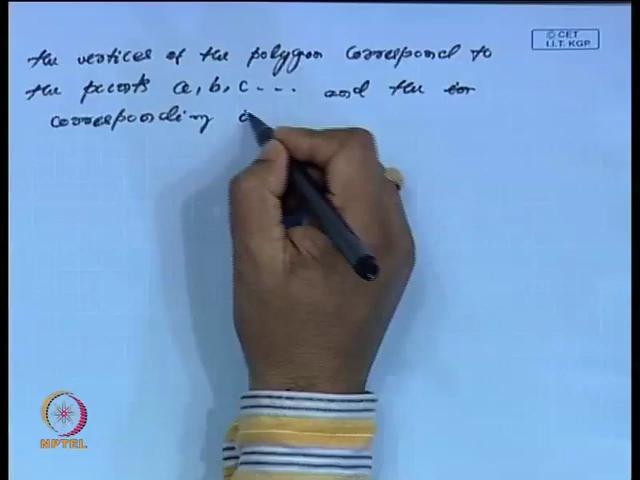 the vertices of the polygon correspond to
the points a, b, c ... and the
corresponding
© CET
I.I.T. KGP
NPTEL